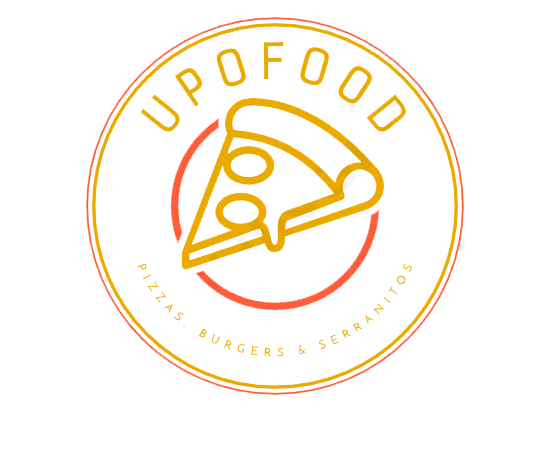 UPOFOOD
PIZZAS, BURGERS & SERRANITOS